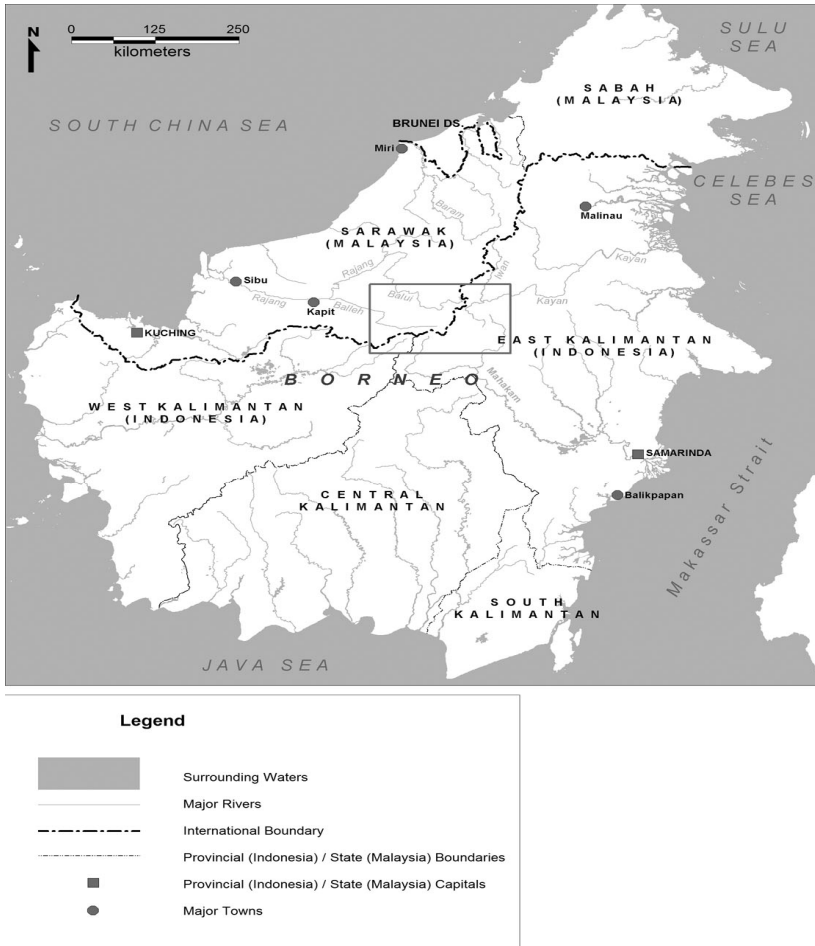 N
0 125 250
kilometers
SULU
SEA
SOUTH CHINA SEA
SABAH
(MALAYSIA)
BRUNEI DS.
Miri
CELEBES
SEA
Malinau
Baram
SARAWAK
(MALAYSIA)
Rajang
Iwan
Kayan
Sibu
Rajang
Kapit
Balleh
Balui
Kayan
KUCHING
EAST KALIMANTAN
(INDONESIA)
BORNEO
Mahakam
WEST KALIMANTAN
(INDONESIA)
SAMARINDA
Balikpapan
CENTRAL
KALIMANTAN
Makassar Strait
SOUTH
KALIMANTAN
JAVA SEA
Legend
Surrounding Waters
Major Rivers
International Boundary
Provincial (Indonesia) / State (Malaysia) Boundaries
Provincial (Indonesia) / State (Malaysia) Capitals
Major Towns